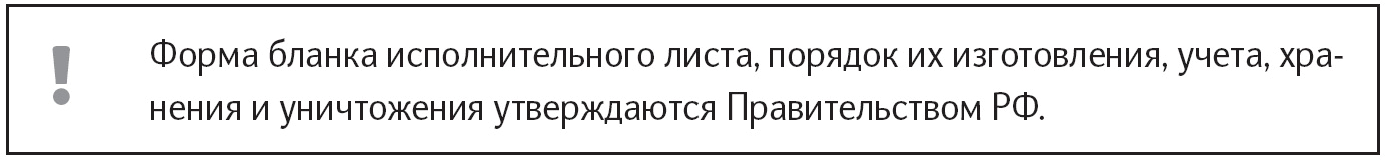 Форма бланка исполнительного листа, порядок их изготовления, учета, хра-
нения и уничтожения утверждаются Правительством РФ.